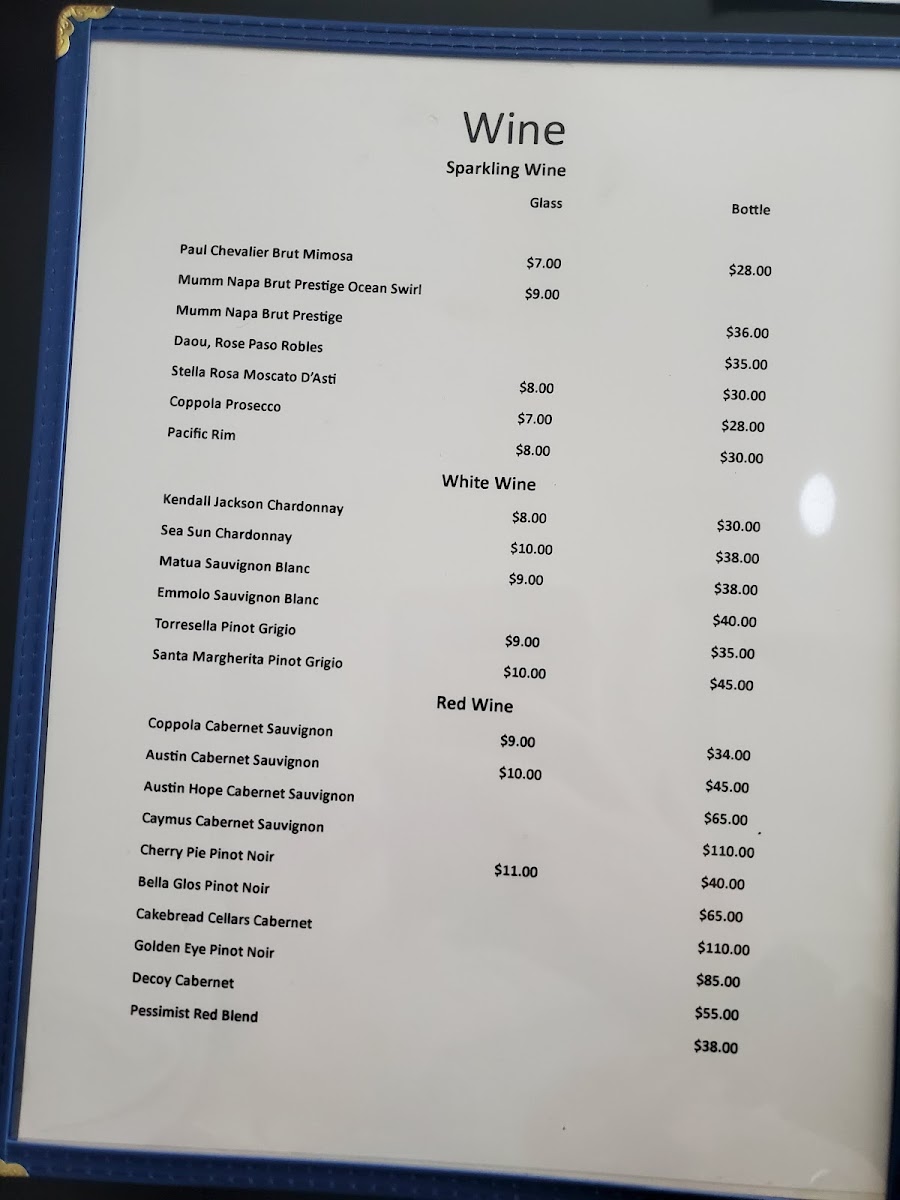 Wine
Sparkling Wine
Glass Bottle
Paul Chevalier Brut Mimosa $7.00 $28.00
Mumm Napa Brut Prestige Ocean Swirl $9.00
Mumm Napa Brut Prestige $36.00
Daou, Rose Paso Robles $35.00
Stella Rosa Moscato D'Asti $8.00 $30.00
Coppola Prosecco $7.00 $28.00
Pacific Rim $8.00 $30.00
White Wine
Kendall Jackson Chardonnay $8.00 $30.00
Sea Sun Chardonnay $10.00 $38.00
Matua Sauvignon Blanc $9.00 $38.00
Emmolo Sauvignon Blanc $40.00
Torresella Pinot Grigio $9.00 $35.00
Santa Margherita Pinot Grigio $10.00 $45.00
Red Wine
Coppola Cabernet Sauvignon $9.00 $34.00
Austin Cabernet Sauvignon $10.00 $45.00
Austin Hope Cabernet Sauvignon $65.00
Caymus Cabernet Sauvignon $110.00
Cherry Pie Pinot Noir $11.00 $40.00
Bella Glos Pinot Noir $65.00
Cakebread Cellars Cabernet $110.00
Golden Eye Pinot Noir $85.00
Decoy Cabernet $55.00
Pessimist Red Blend $38.00